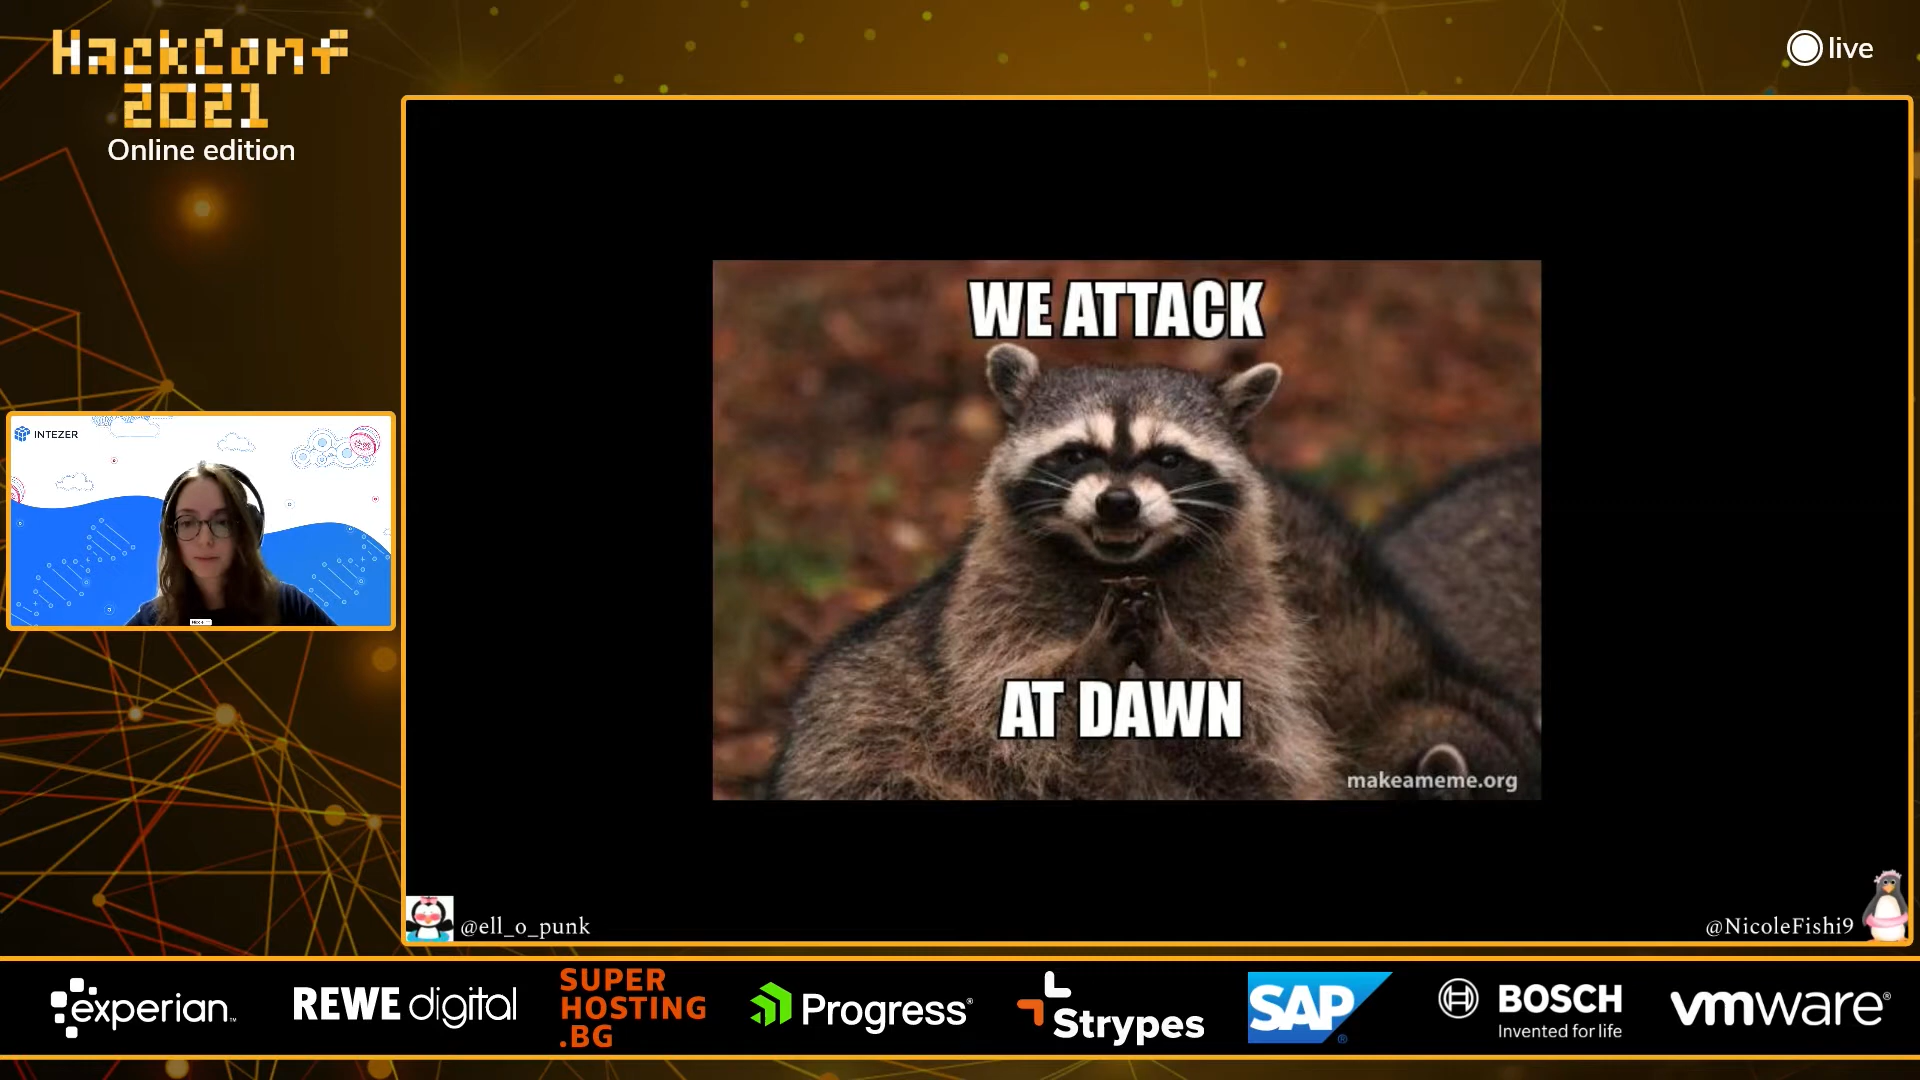 HackConf
2021
Online edition
live
INTEZER
WE ATTACK
AT DAWN
makeameme.org
@ell_o_punk
@NicoleFishi9
experian™
REWE digital
SUPER
HOSTING
.BG
Progress®
Strypes
SAP®
BOSCH
Invented for life
vmware®